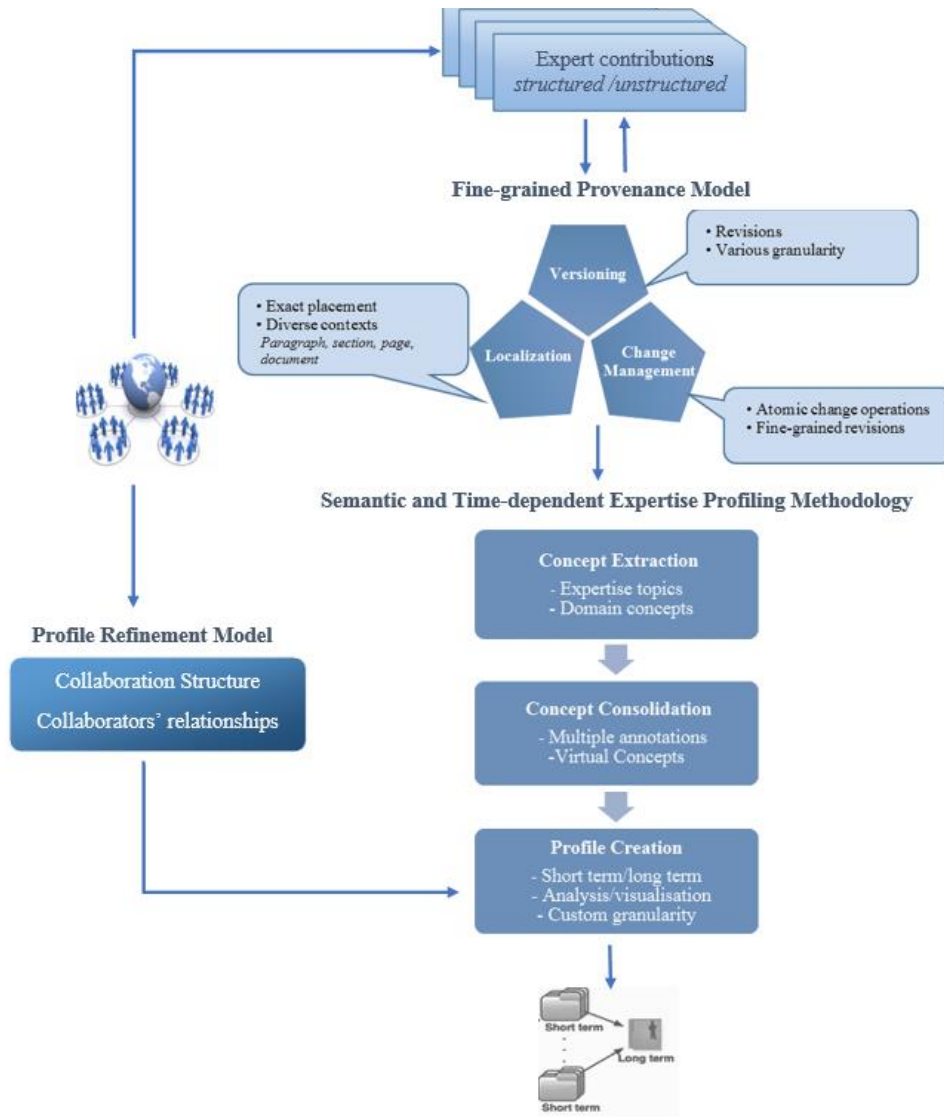 Expert contributions
structured /unstructured
Fine-grained Provenance Model
• Revisions
• Various granularity
Versioning
• Exact placement
• Diverse contexts
Paragraph, section, page,
document
Localization
Change
Management
• Atomic change operations
• Fine-grained revisions
Semantic and Time-dependent Expertise Profiling Methodology
Concept Extraction
- Expertise topics
- Domain concepts
Profile Refinement Model
Collaboration Structure
Collaborators’ relationships
Concept Consolidation
- Multiple annotations
-Virtual Concepts
Profile Creation
- Short term/long term
- Analysis/visualisation
- Custom granularity
Short term
Long term
Short term